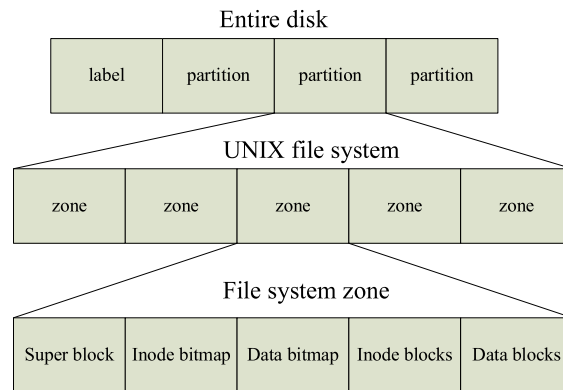 Entire disk
label partition partition partition
UNIX file system
zone zone zone zone zone
File system zone
Super block Inode bitmap Data bitmap Inode blocks Data blocks